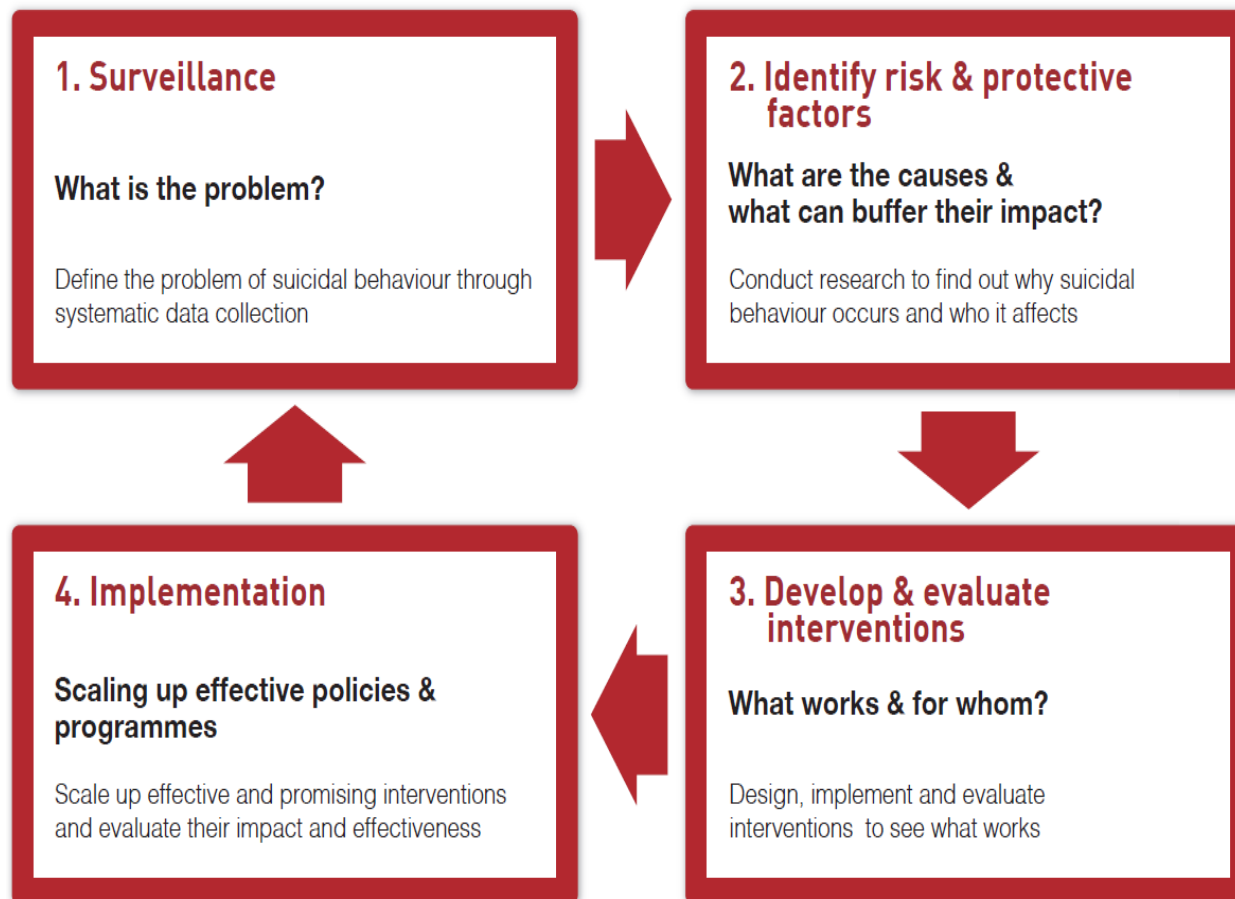 1. Surveillance
What is the problem?
Define the problem of suicidal behaviour through
systematic data collection
2. Identify risk & protective
factors
What are the causes &
what can buffer their impact?
Conduct research to find out why suicidal
behaviour occurs and who it affects
3. Develop & evaluate
interventions
What works & for whom?
Design, implement and evaluate
interventions to see what works
4. Implementation
Scaling up effective policies &
programmes
Scale up effective and promising interventions
and evaluate their impact and effectiveness